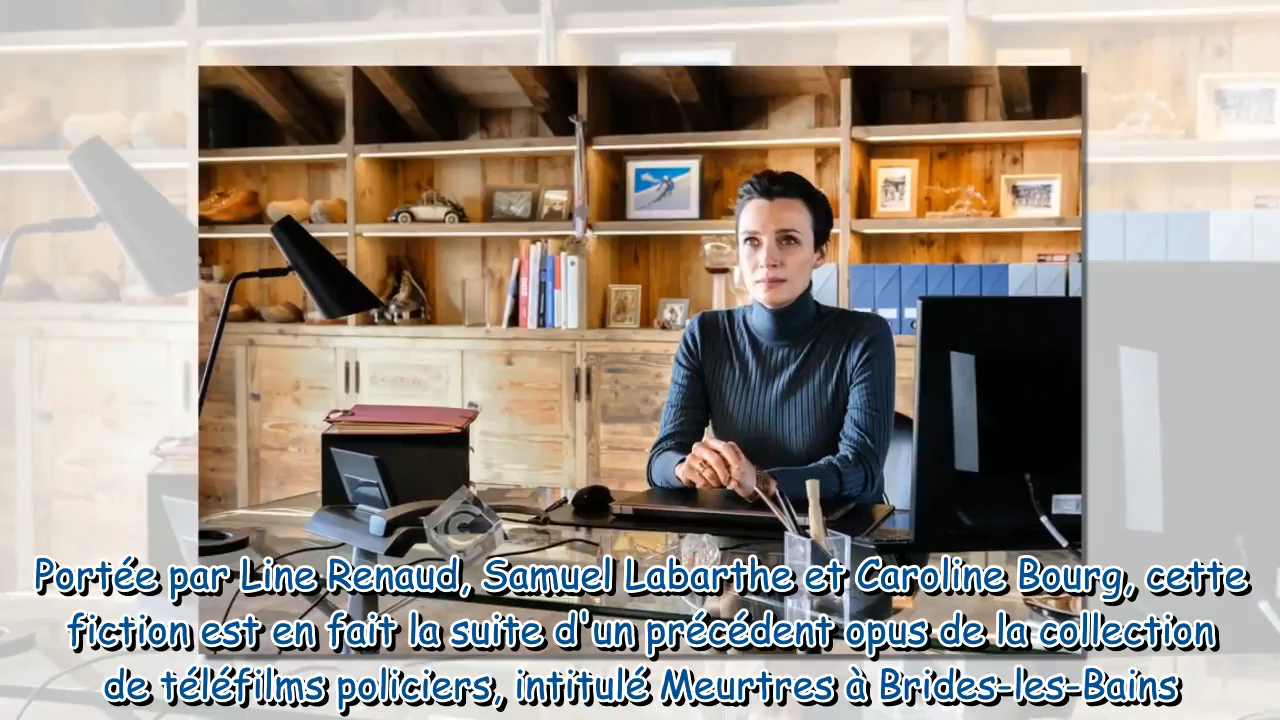 Portée par Line Renaud, Samuel Labarthe et Caroline Bourg, cette
fiction est en fait la suite d'un précédent opus de la collection
de téléfilms policiers, intitulé Meurtres à Brides-les-Bains